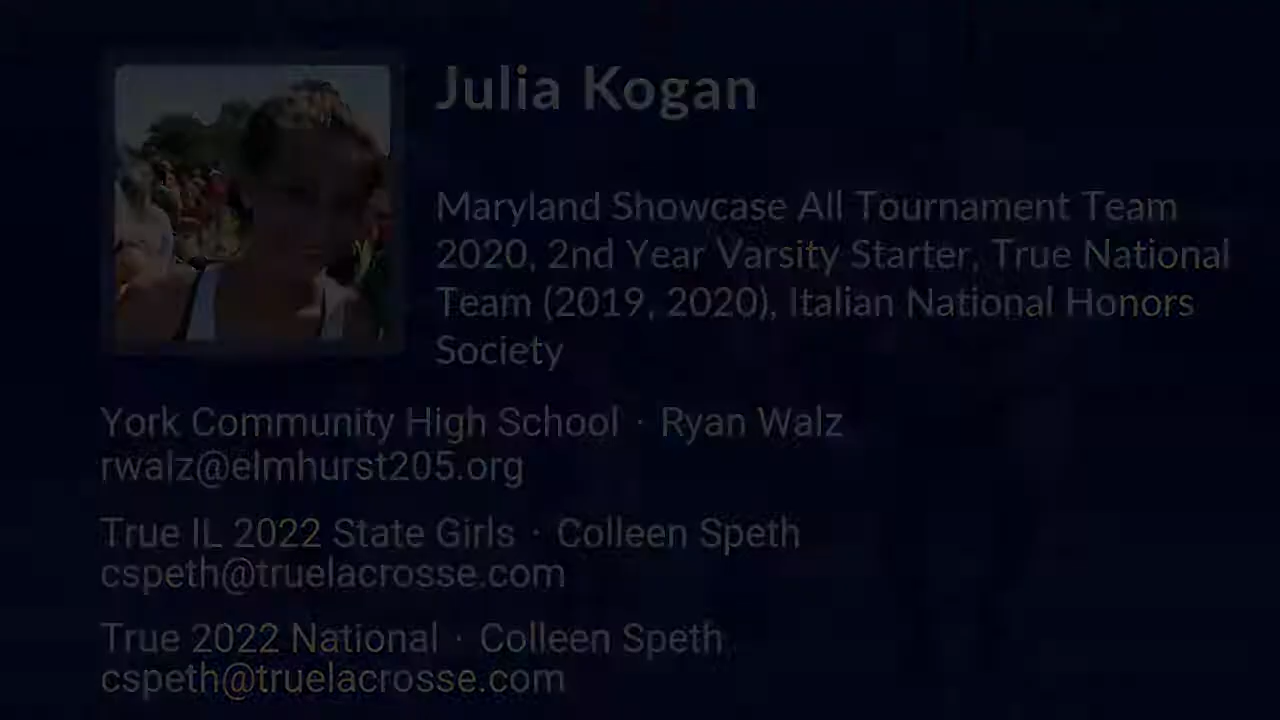 Julia Kogan
Maryland Showcase All Tournament Team
2020, 2nd Year Varsity Starter, True National
Team (2019, 2020), Italian National Honors
Society
York Community High School · Ryan Walz
rwalz@elmhurst205.org
True IL 2022 State Girls · Colleen Speth
cspeth@truelacrosse.com
True 2022 National · Colleen Speth
cspeth@truelacrosse.com